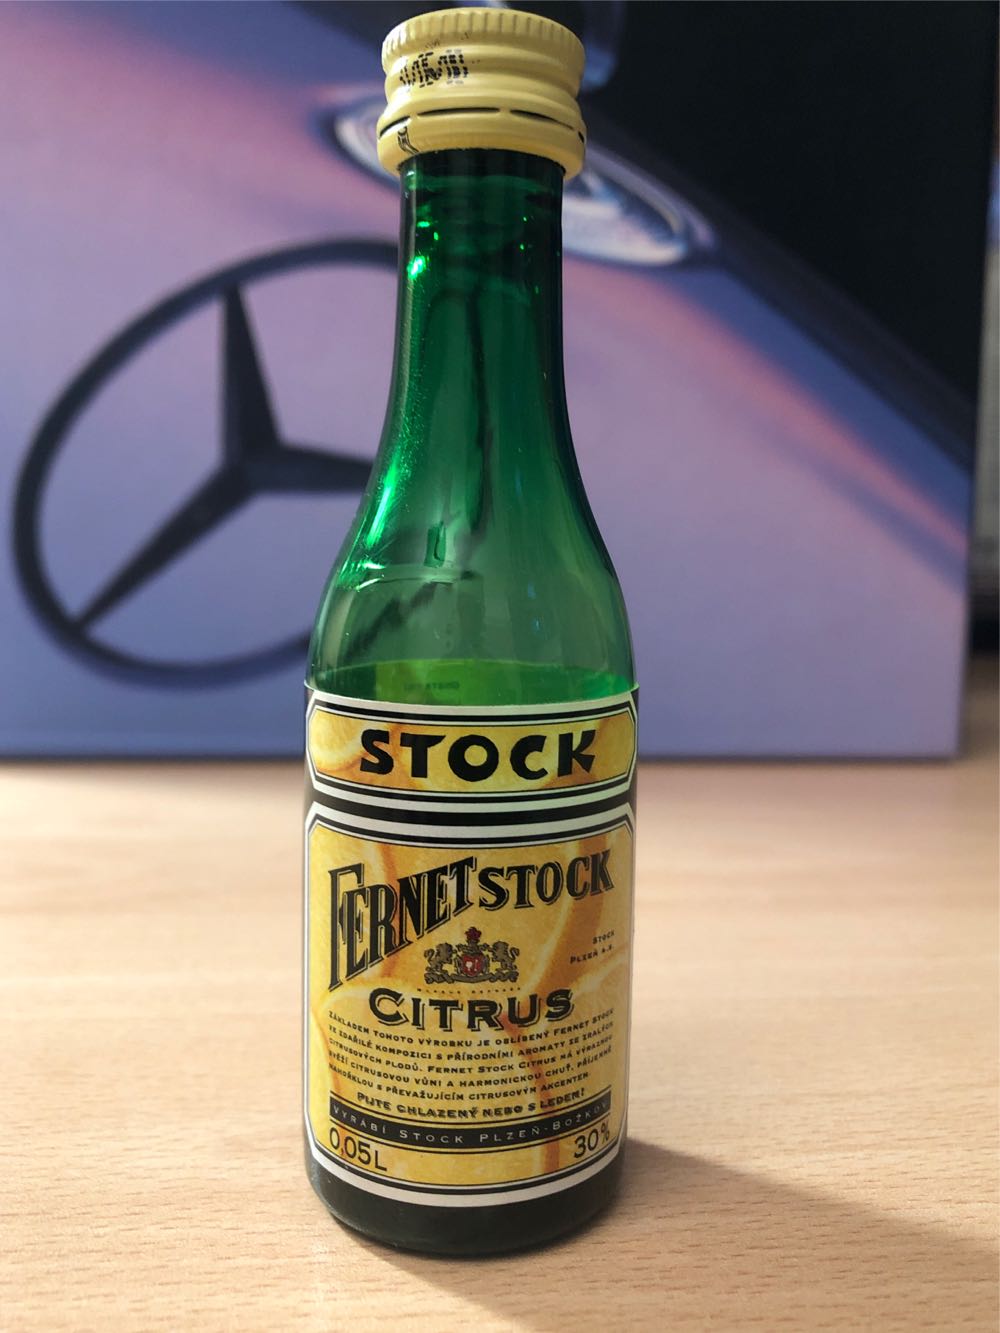 STOCK
FERNET STOCK
STOCK
PLZEŇ A.S.
CITRUS
ZÁKLADEM TOHOTO VÝROBKU JE OBLÍBENÝ FERNET STOCK
VE ZDAŘILÉ KOMPOZICI S PŘÍRODNÍMI AROMATY ZE ZRALÝCH
CITRUSOVÝCH PLODŮ. FERNET STOCK CITRUS MÁ VÝRAZNOU
SVĚŽÍ CITRUSOVOU VŮNI A HARMONICKOU CHUŤ, PŘÍJEMNĚ
NAHOŘKLOU S PŘEVAŽUJÍCÍM CITRUSOVÝM AKCENTEM.
PIJTE CHLAZENÝ NEBO S LEDEM!
VYRÁBÍ STOCK PLZEŇ-BOŽKOV
0,05L 30%